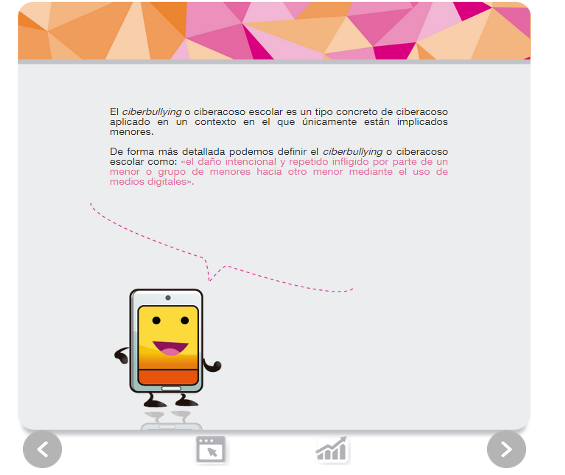 El ciberbullying o ciberacoso escolar es un tipo concreto de ciberacoso
aplicado en un contexto en el que únicamente están implicados
menores.
De forma más detallada podemos definir el ciberbullying o ciberacoso
escolar como: «el daño intencional y repetido infligido por parte de un
menor o grupo de menores hacia otro menor mediante el uso de
medios digitales».